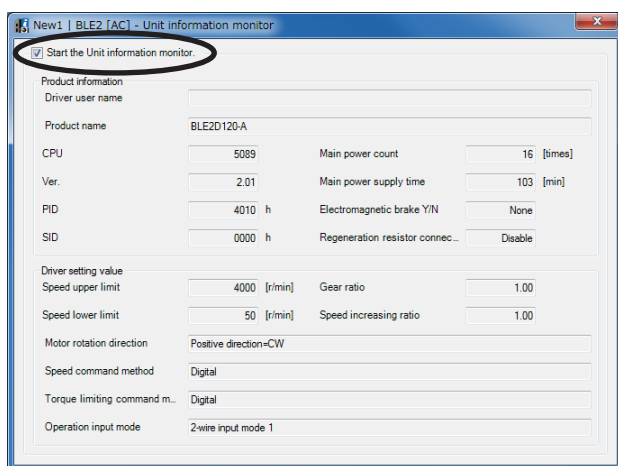 New1 | BLE2 [AC] - Unit information monitor
Start the Unit information monitor.
Product information
Driver user name
Product name BLE2D120-A
CPU 5089 Main power count 16 [times]
Ver. 2.01 Main power supply time 103 [min]
PID 4010 h Electromagnetic brake Y/N None
SID 0000 h Regeneration resistor connec... Disable
Driver setting value
Speed upper limit 4000 [r/min] Gear ratio 1.00
Speed lower limit 50 [r/min] Speed increasing ratio 1.00
Motor rotation direction Positive direction=CW
Speed command method Digital
Torque limiting command m... Digital
Operation input mode 2-wire input mode 1